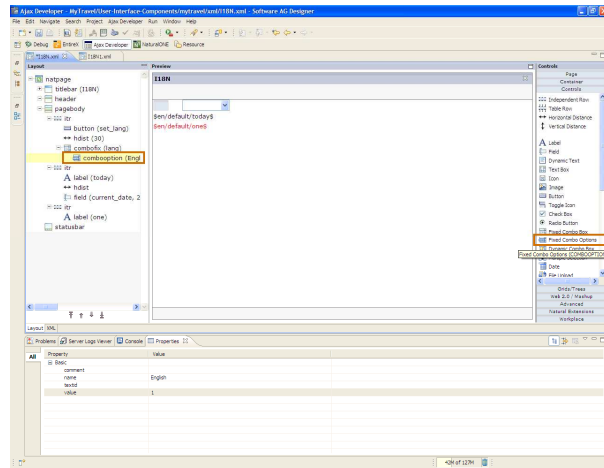 Ajax Developer - MyTravel/User-Interface-Components/mytravel/xml/I18N.xml - Software AG Designer
File Edit Navigate Search Project Ajax Developer Run Window Help
Debug EntireX Ajax Developer NaturalONE Resource
*I18N.xml I18N1.xml
Layout
natpage
titlebar (I18N)
header
pagebody
itr
button (set_lang)
hdist (30)
combofix (lang)
combooption (Engl
itr
label (today)
hdist
field (current_date, 2
itr
label (one)
statusbar
Layout XML
Preview
I18N
$en/default/today$
$en/default/one$
Controls
Page
Container
Controls
Independent Row
Table Row
Horizontal Distance
Vertical Distance
Label
Field
Dynamic Text
Text Box
Icon
Image
Button
Toggle Icon
Check Box
Radio Button
Fixed Combo Box
Fixed Combo Options
Dynamic Combo Box
Fixed Combo Options (COMBOOPTION
Date
File Upload
Grids/Trees
Web 2.0 / Mashup
Advanced
Natural Extensions
Workplace
Problems Server Logs Viewer Console Properties
All
Property Value
Basic
comment
name English
textid
value 1
42M of 127M